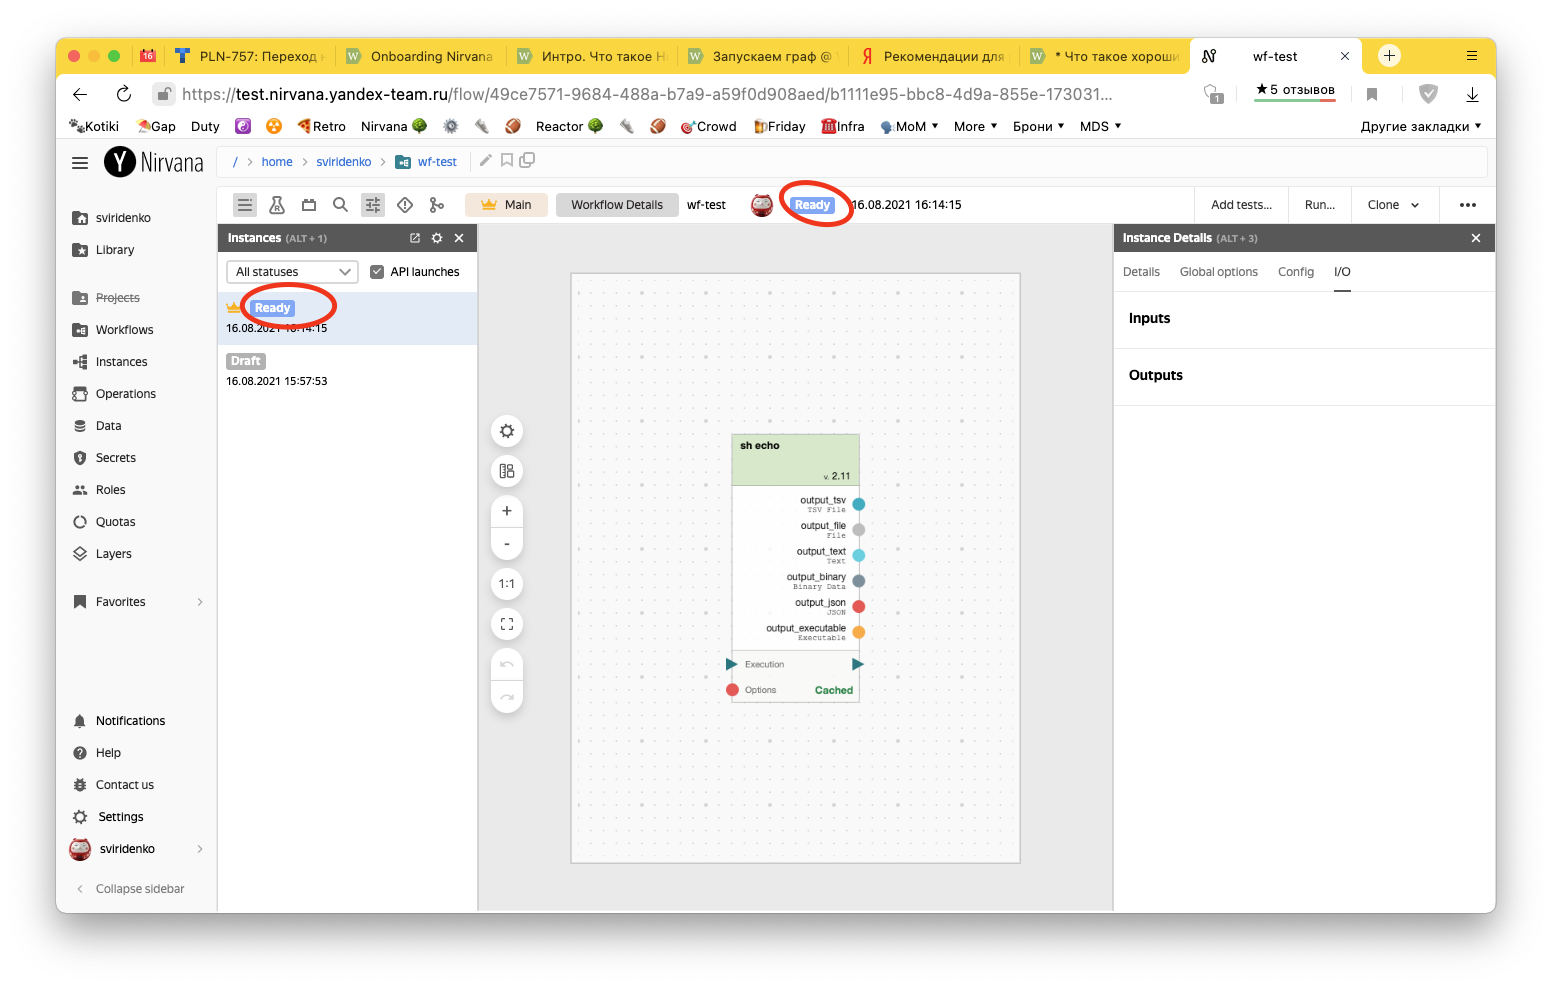 16
PLN-757: Переход н
Onboarding Nirvana
Интро. Что такое Н
Запускаем граф @
Рекомендации для
* Что такое хороши
wf-test
https://test.nirvana.yandex-team.ru/flow/49ce7571-9684-488a-b7a9-a59f0d908aed/b1111e95-bbc8-4d9a-855e-173031...
1
★5 отзывов
Kotiki
Gap
Duty
Retro
Nirvana
Reactor
Crowd
Friday
Infra
MoM
More
Брони
MDS
Другие закладки
Y Nirvana
/ > home > sviridenko > wf-test
Main
Workflow Details
wf-test
Ready
16.08.2021 16:14:15
Add tests...
Run...
Clone
sviridenko
Library
Projects
Workflows
Instances
Operations
Data
Secrets
Roles
Quotas
Layers
Favorites
Notifications
Help
Contact us
Settings
sviridenko
Collapse sidebar
Instances (ALT + 1)
All statuses
API launches
Ready
16.08.2021 16:14:15
Draft
16.08.2021 15:57:53
+
-
1:1
sh echo
v. 2.11
output_tsv
TSV File
output_file
File
output_text
Text
output_binary
Binary Data
output_json
JSON
output_executable
Executable
Execution
Options
Cached
Instance Details (ALT + 3)
Details
Global options
Config
I/O
Inputs
Outputs